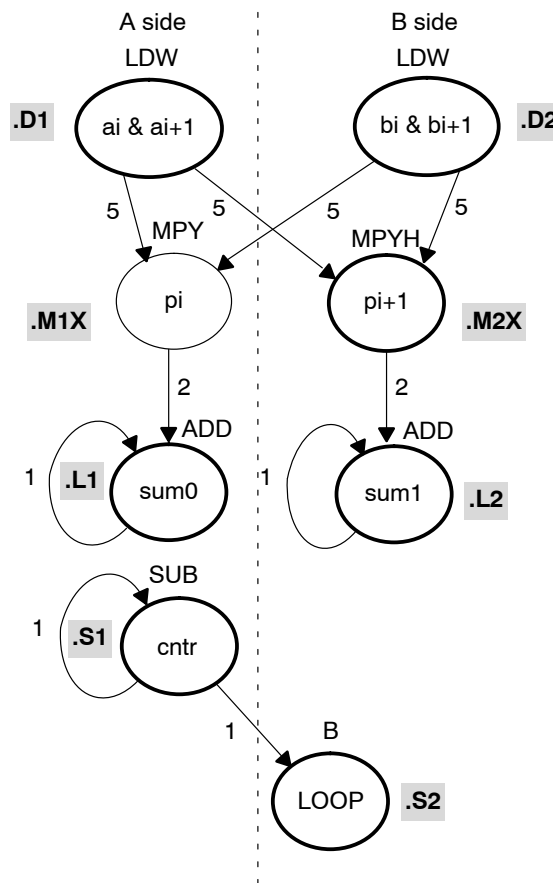 A side B side
LDW LDW
.D1 ai & ai+1 bi & bi+1 .D2
5 5 5 5
MPY MPYH
pi pi+1
.M1X .M2X
2 2
ADD ADD
1 .L1 sum0 1 sum1 .L2
SUB
1 .S1 cntr
1 B
LOOP .S2